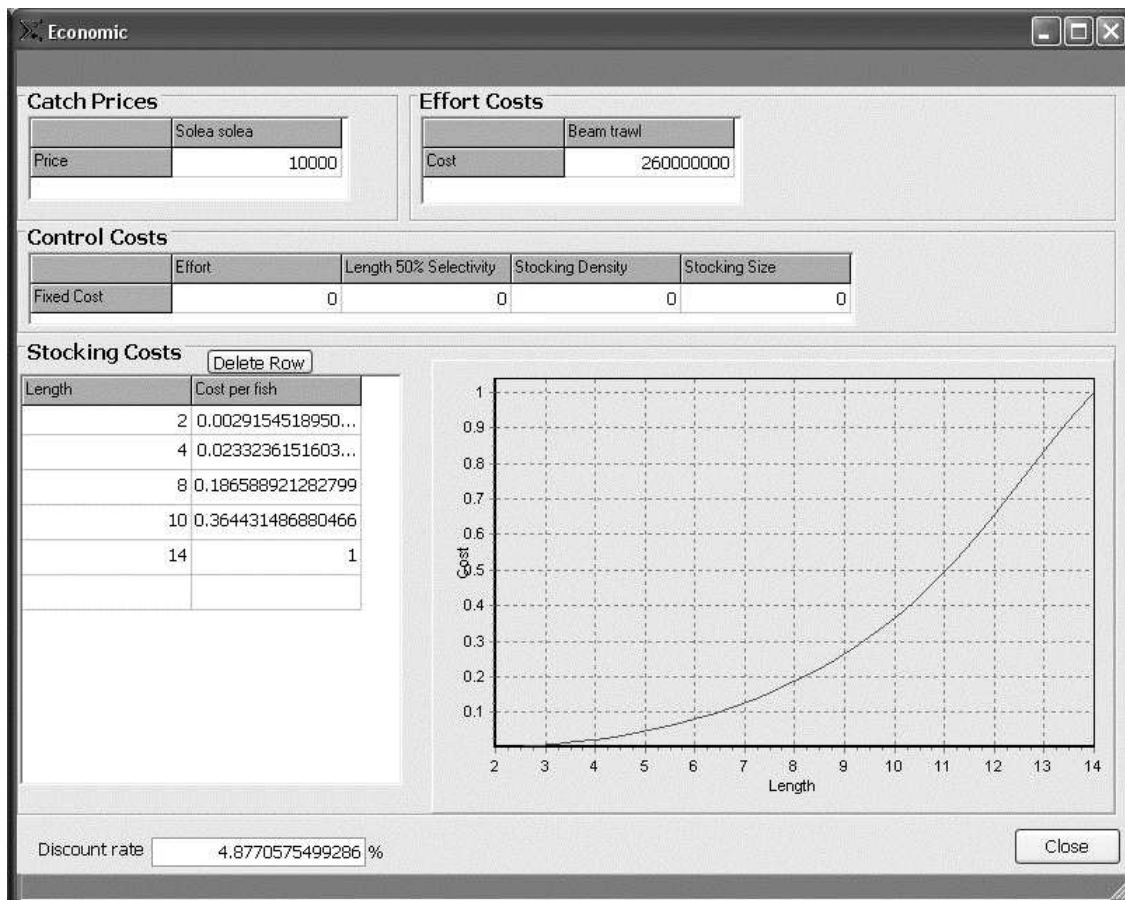 Economic
Catch Prices
Solea solea
Price 10000
Effort Costs
Beam trawl
Cost 260000000
Control Costs
Effort Length 50% Selectivity Stocking Density Stocking Size
Fixed Cost 0 0 0 0
Stocking Costs Delete Row
Length Cost per fish
2 0.0029154518950...
4 0.0233236151603...
8 0.186588921282799
10 0.364431486880466
14 1
1
0.9
0.8
0.7
0.6
0.5
0.4
0.3
0.2
0.1
Cost
2 3 4 5 6 7 8 9 10 11 12 13 14
Length
Discount rate 4.8770575499286 %
Close